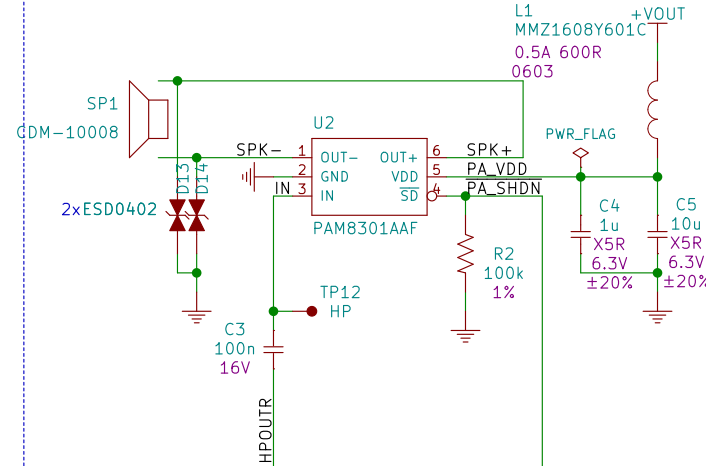 L1
+VOUT
MMZ1608Y601C
0.5A 600R
0603
SP1
CDM-10008
U2
PWR_FLAG
SPK-
1
OUT-
OUT+
6
SPK+
2
GND
VDD
5
PA_VDD
IN
3
IN
SD
4
PA_SHDN
D13
D14
2xESD0402
PAM8301AAF
C4
1u
X5R
6.3V
±20%
C5
10u
X5R
6.3V
±20%
R2
100k
1%
TP12
HP
C3
100n
16V
HPOUTR